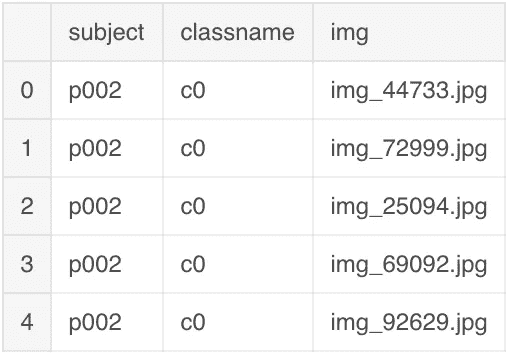 subject classname img
0 p002 c0 img_44733.jpg
1 p002 c0 img_72999.jpg
2 p002 c0 img_25094.jpg
3 p002 c0 img_69092.jpg
4 p002 c0 img_92629.jpg